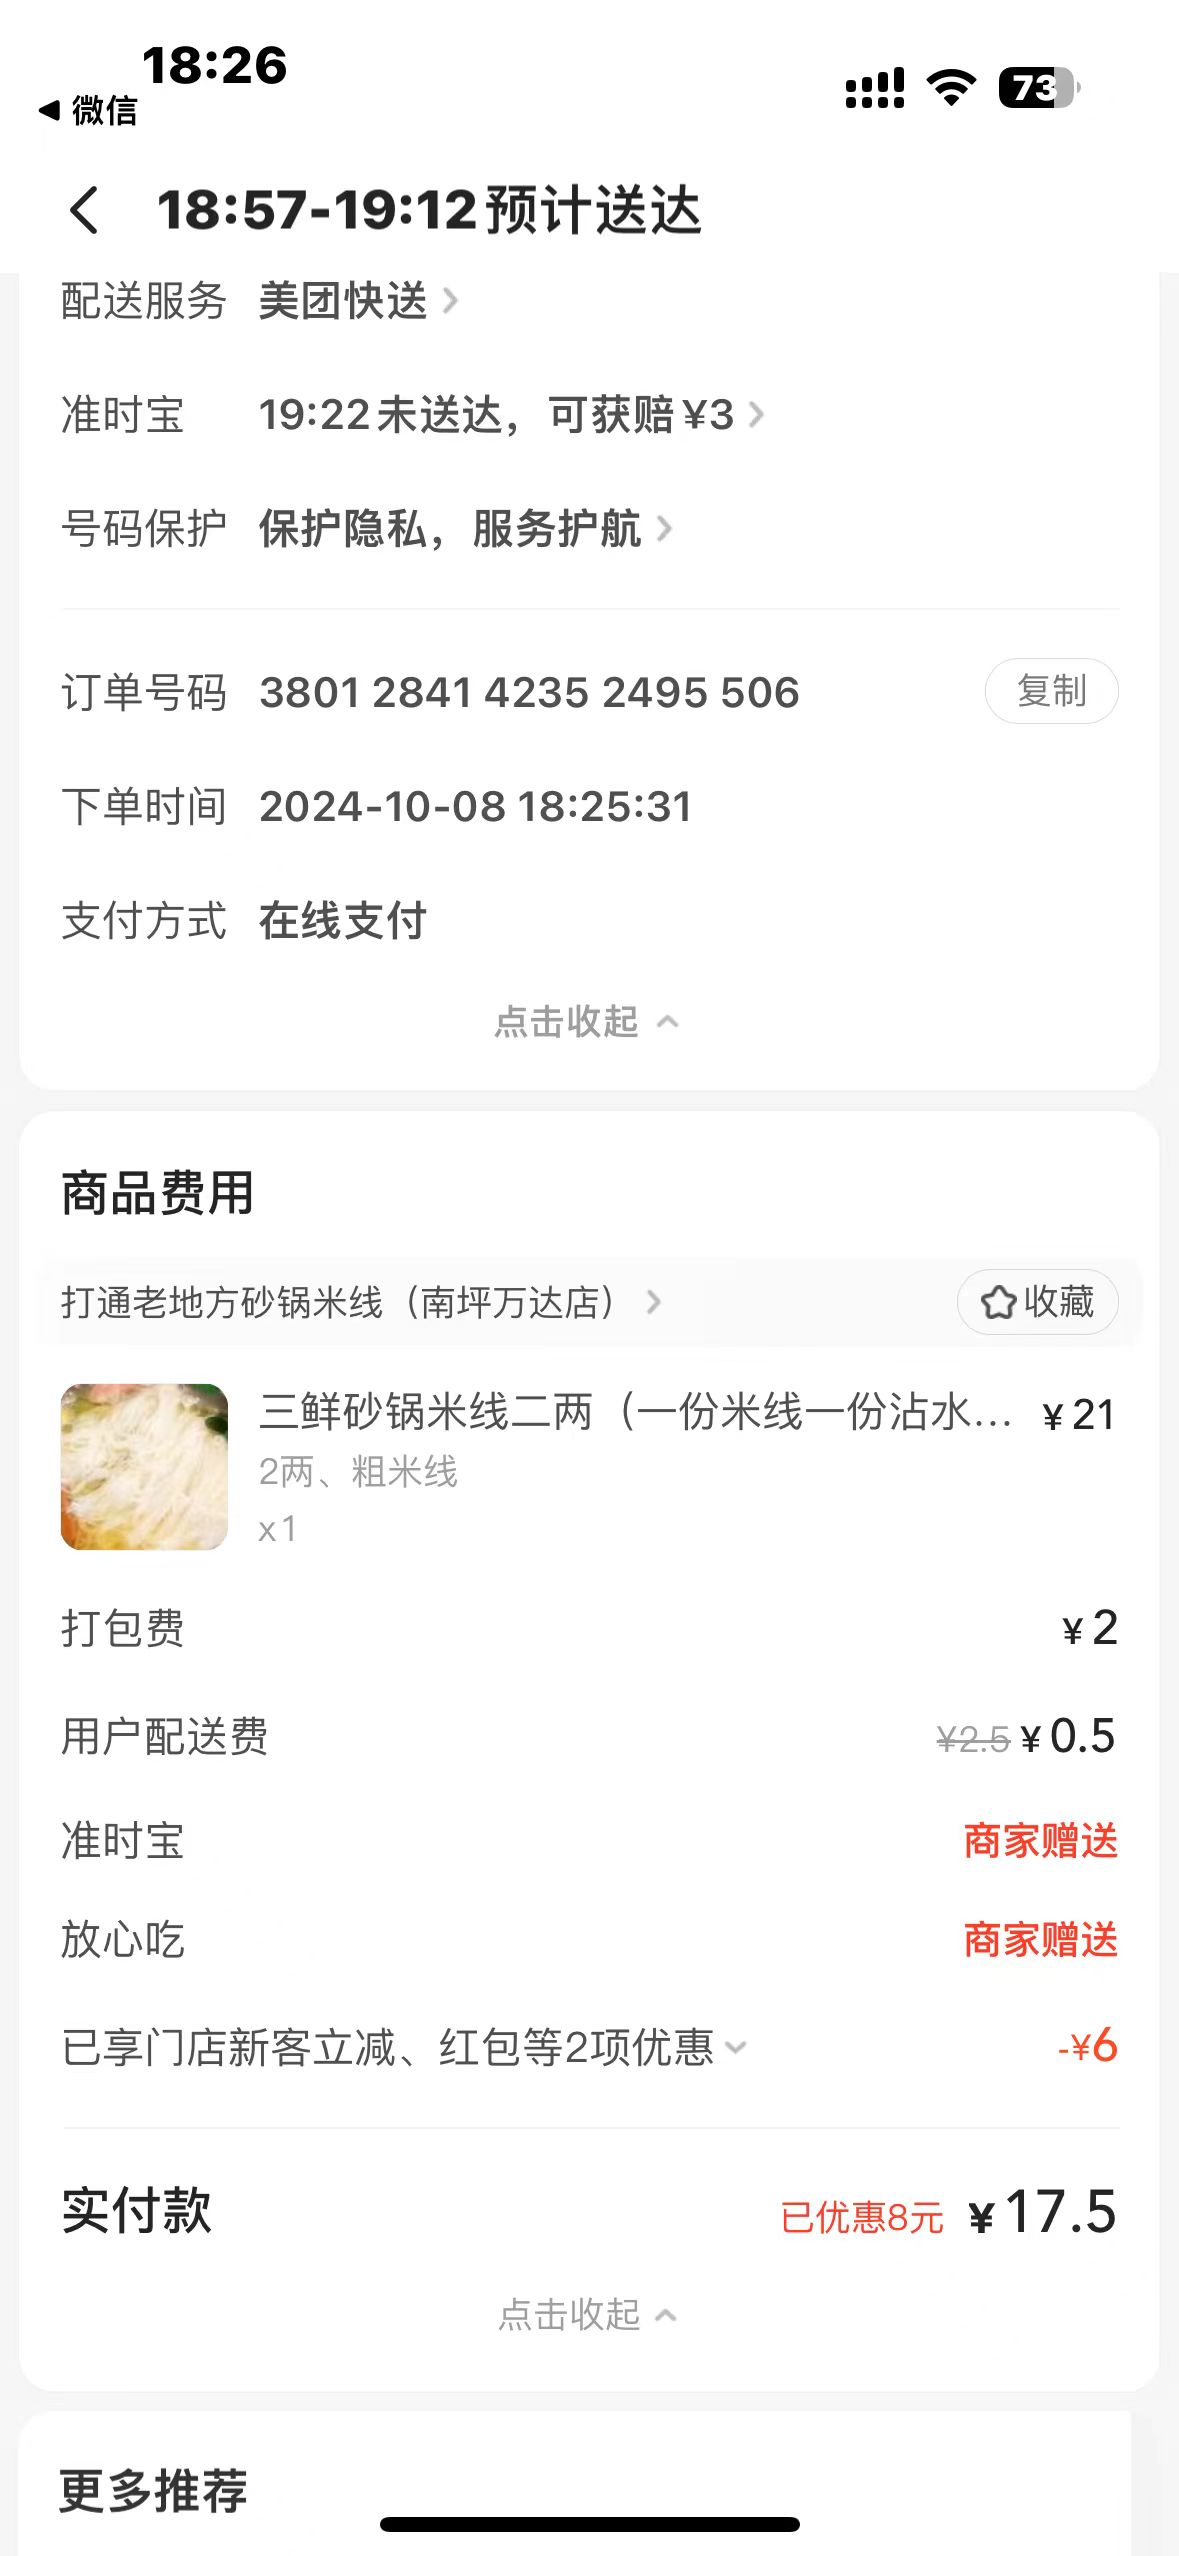 18:26
微信
73
18:57-19:12预计送达
配送服务 美团快送
准时宝 19:22未送达，可获赔¥3
号码保护 保护隐私，服务护航
订单号码 3801 2841 4235 2495 506 复制
下单时间 2024-10-08 18:25:31
支付方式 在线支付
点击收起
商品费用
打通老地方砂锅米线（南坪万达店） 收藏
三鲜砂锅米线二两（一份米线一份沾水... ¥21
2两、粗米线
x1
打包费 ¥2
用户配送费 ¥2.5 ¥0.5
准时宝 商家赠送
放心吃 商家赠送
已享门店新客立减、红包等2项优惠 -¥6
实付款 已优惠8元 ¥17.5
点击收起
更多推荐